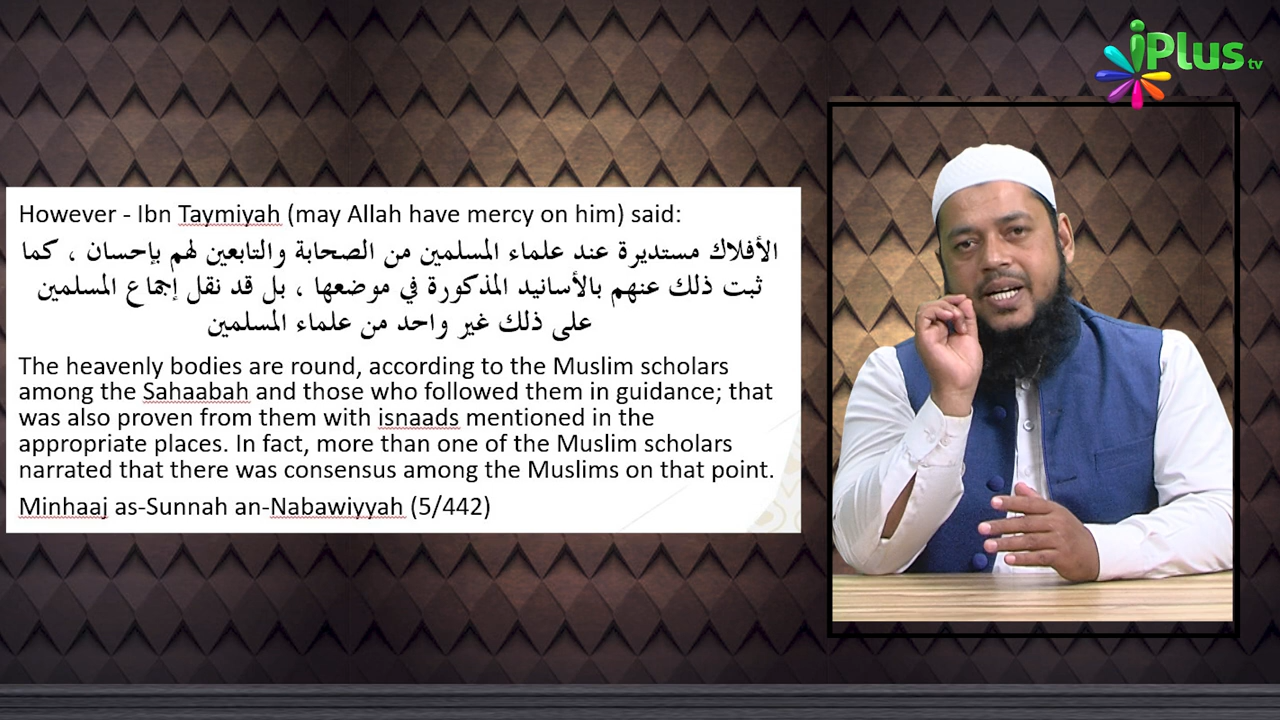 iPlus tv
However - Ibn Taymiyah (may Allah have mercy on him) said:
الأفلاك مستديرة عند علماء المسلمين من الصحابة والتابعين لهم بإحسان ، كما
ثبت ذلك عنهم بالأسانيد المذكورة في موضعها ، بل قد نقل إجماع المسلمين
على ذلك غير واحد من علماء المسلمين
The heavenly bodies are round, according to the Muslim scholars
among the Sahaabah and those who followed them in guidance; that
was also proven from them with isnaads mentioned in the
appropriate places. In fact, more than one of the Muslim scholars
narrated that there was consensus among the Muslims on that point.
Minhaaj as-Sunnah an-Nabawiyyah (5/442)